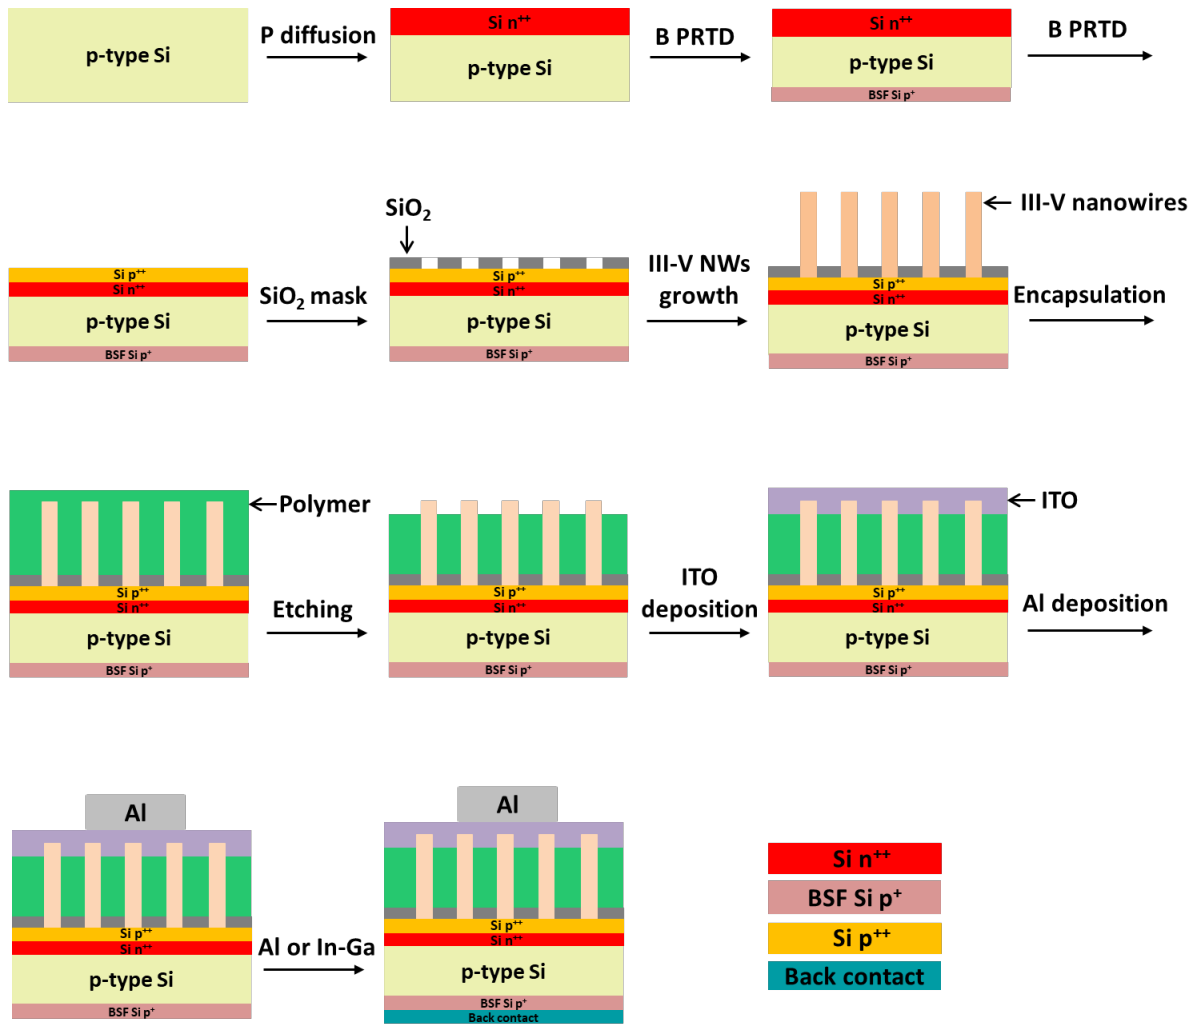 p-type Si
P diffusion
Si n++
p-type Si
B PRTD
Si n++
p-type Si
BSF Si p+
B PRTD
Si p++
Si n++
p-type Si
BSF Si p+
SiO2 mask
SiO2
Si p++
Si n++
p-type Si
BSF Si p+
III-V NWs
growth
III-V nanowires
Si p++
Si n++
p-type Si
BSF Si p+
Encapsulation
Polymer
Si p++
Si n++
p-type Si
BSF Si p+
Etching
Si p++
Si n++
p-type Si
BSF Si p+
ITO
deposition
ITO
Si p++
Si n++
p-type Si
BSF Si p+
Al deposition
Al
Si p++
Si n++
p-type Si
BSF Si p+
Al or In-Ga
Al
Si p++
Si n++
p-type Si
BSF Si p+
Back contact
Si n++
BSF Si p+
Si p++
Back contact